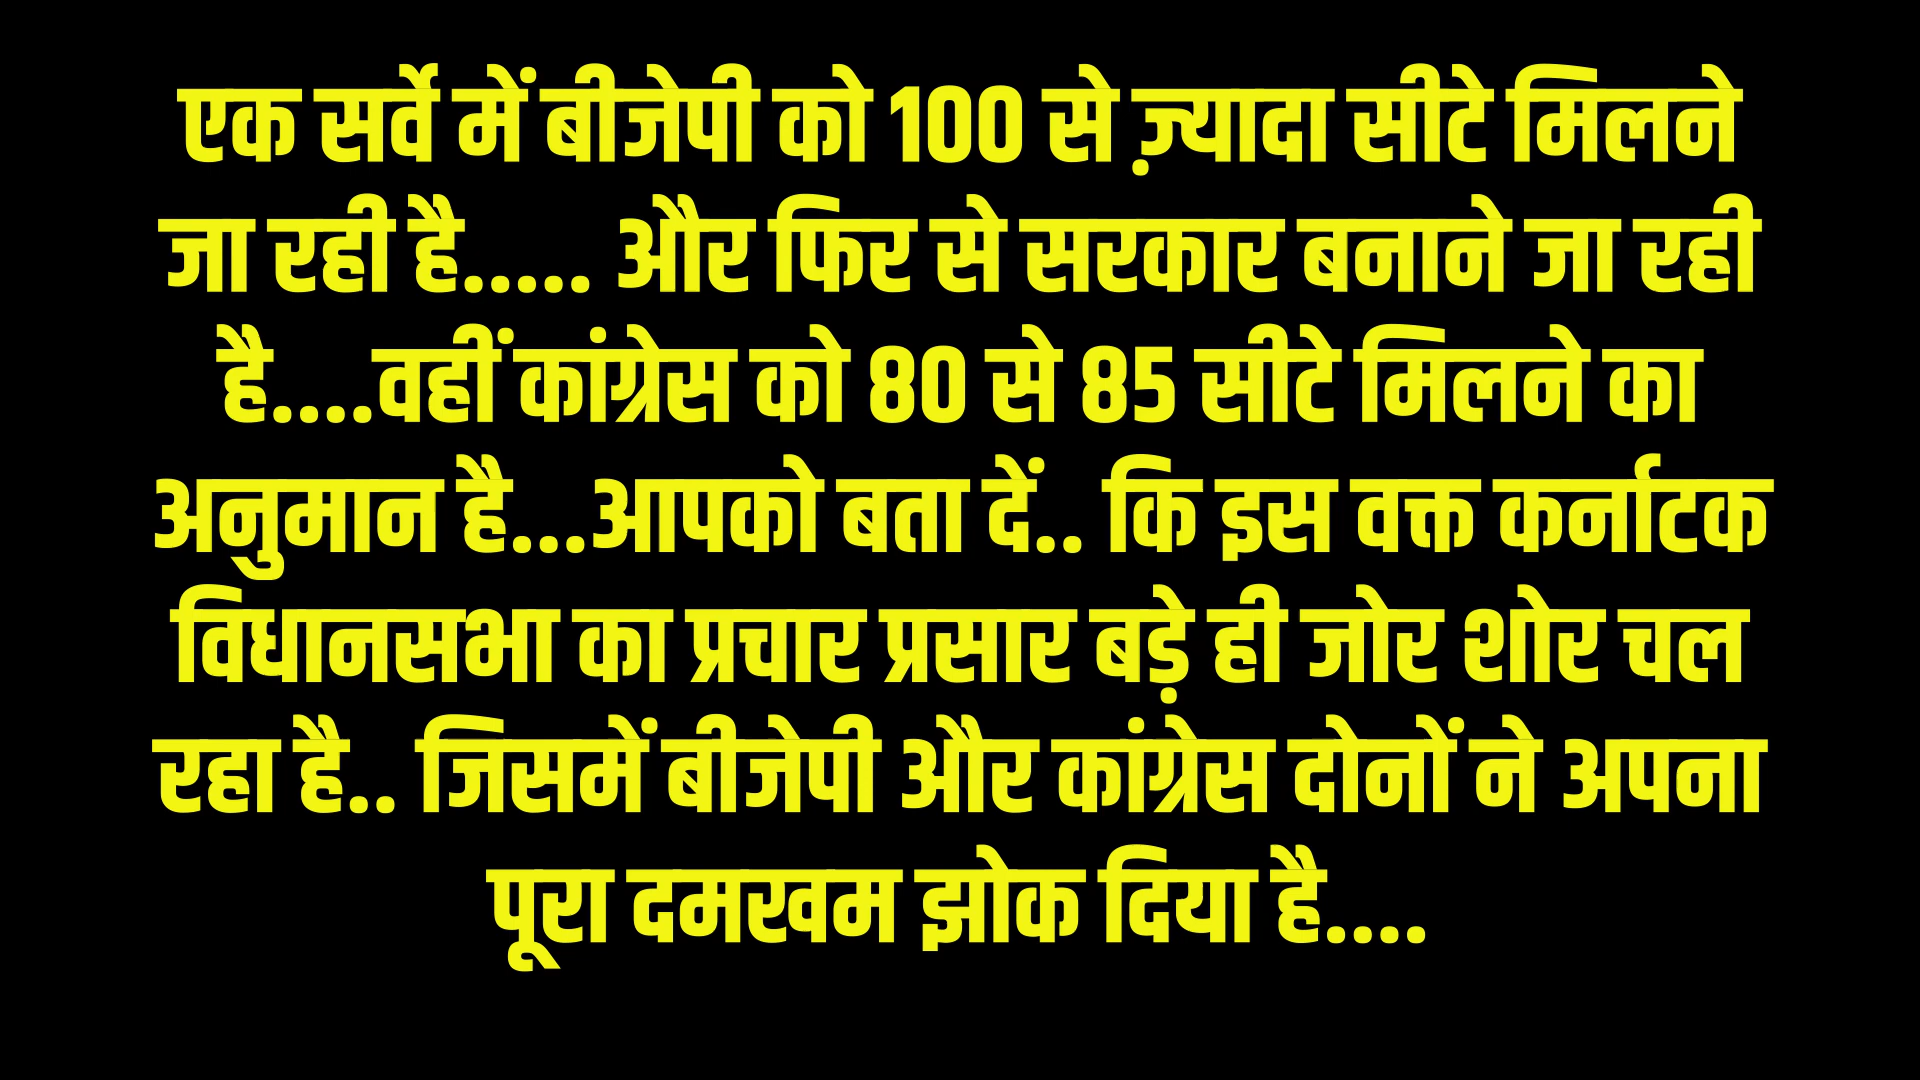 एक सर्वे में बीजेपी को 100 से ज़्यादा सीटे मिलने
जा रही है..... और फिर से सरकार बनाने जा रही
है....वहीं कांग्रेस को 80 से 85 सीटे मिलने का
अनुमान है...आपको बता दें.. कि इस वक्त कर्नाटक
विधानसभा का प्रचार प्रसार बड़े ही जोर शोर चल
रहा है.. जिसमें बीजेपी और कांग्रेस दोनों ने अपना
पूरा दमखम झोक दिया है....